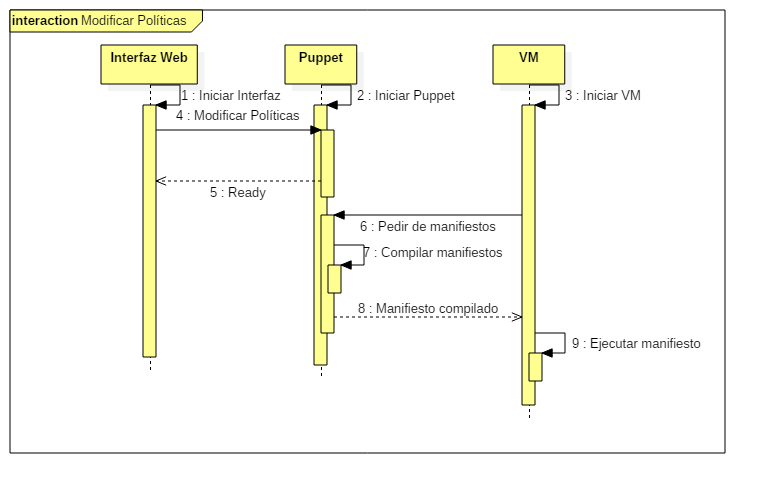 interaction Modificar Políticas
Interfaz Web
Puppet
VM
1 : Iniciar Interfaz
2 : Iniciar Puppet
3 : Iniciar VM
4 : Modificar Políticas
5 : Ready
6 : Pedir de manifiestos
7 : Compilar manifiestos
8 : Manifiesto compilado
9 : Ejecutar manifiesto